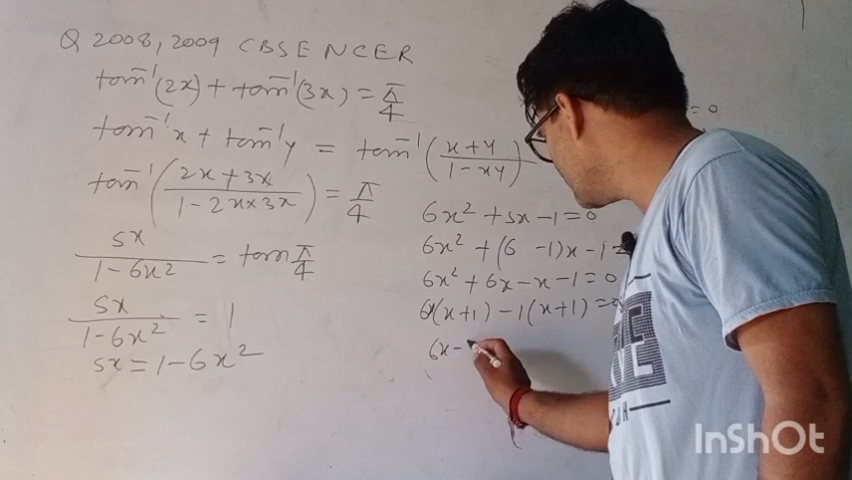 Q 2008, 2009 CBSE NCER
tan⁻¹(2x) + tan⁻¹(3x) = π/4
tan⁻¹x + tan⁻¹y = tan⁻¹((x+y)/(1-xy))
tan⁻¹((2x+3x)/(1-2x×3x)) = π/4
5x/(1-6x²) = tan π/4
5x/(1-6x²) = 1
5x = 1-6x²
= 0
6x² + 5x - 1 = 0
6x² + (6 -1)x - 1 =
6x² + 6x - x - 1 = 0
6x(x+1) - 1(x+1) = 0
6x -
InShOt